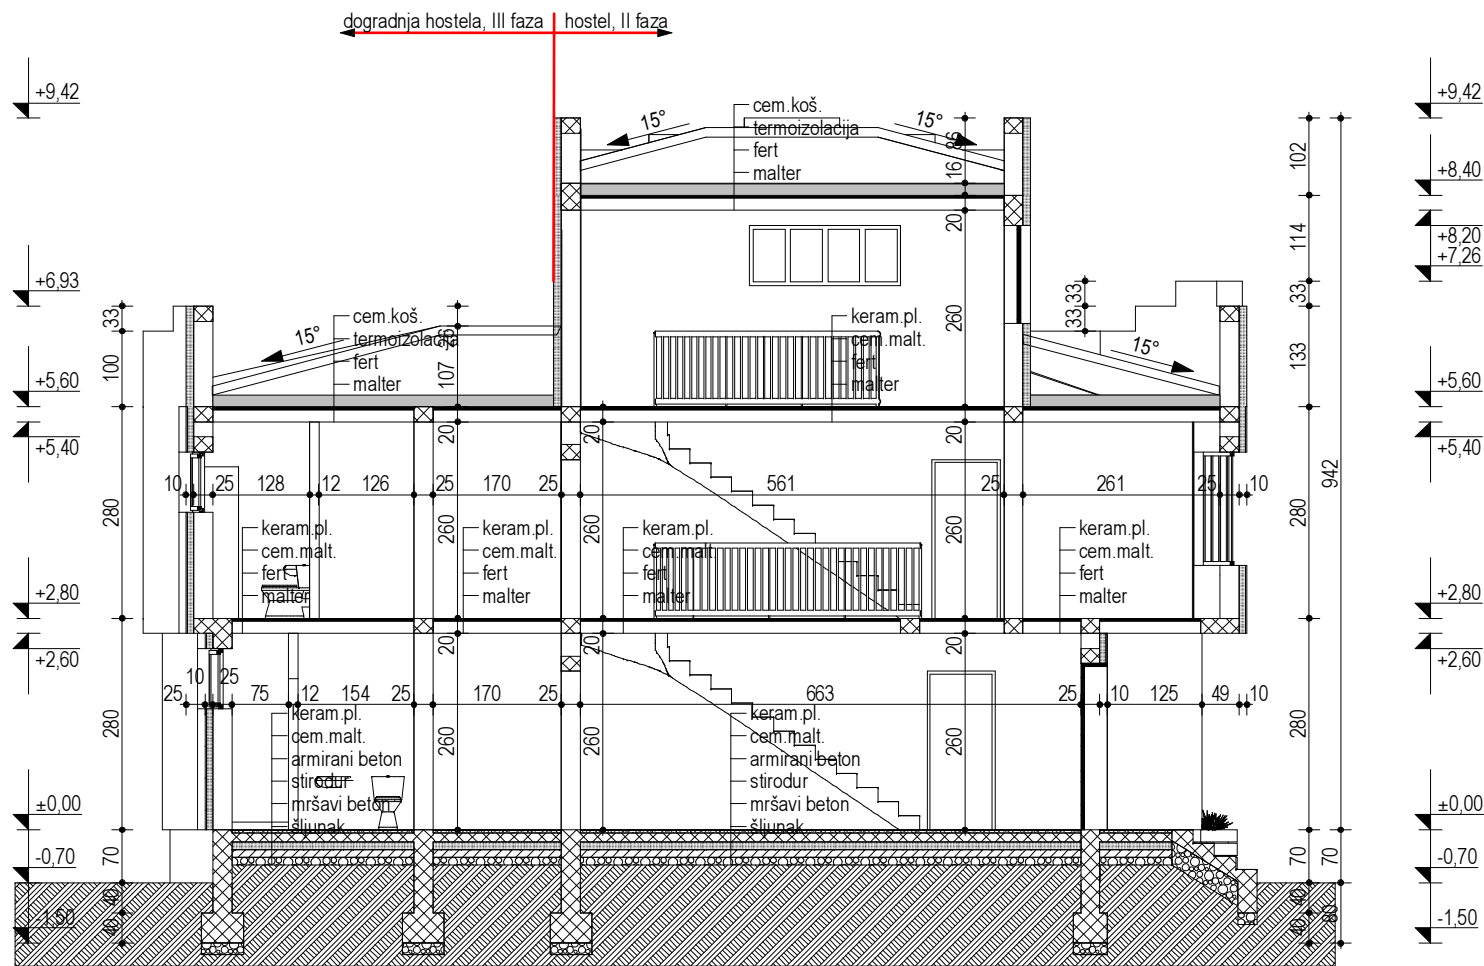 dogradnja hostela, III faza
hostel, II faza
+9,42
+9,42
cem.koš.
termoizolacija
fert
malter
15°
15°
16
86
102
+8,40
20
114
+8,20
+7,26
+6,93
33
33
33
33
cem.koš.
termoizolacija
fert
malter
15°
107
26
260
keram.pl.
cem.malt.
fert
malter
15°
100
133
+5,60
+5,60
+5,40
+5,40
20
20
20
942
10
25
128
12
126
25
170
25
561
25
261
25
10
280
260
260
260
280
keram.pl.
cem.malt.
fert
malter
keram.pl.
cem.malt.
fert
malter
keram.pl.
cem.malt.
fert
malter
keram.pl.
cem.malt.
fert
malter
+2,80
+2,80
+2,60
+2,60
20
20
20
10
25
25
75
12
154
25
170
25
663
25
10
125
49
10
280
260
260
260
280
keram.pl.
cem.malt.
armirani beton
stirodur
mršavi beton
šljunak
keram.pl.
cem.malt.
armirani beton
stirodur
mršavi beton
šljunak
±0,00
±0,00
70
70
70
-0,70
-0,70
40
40
40
40
80
-1,50
-1,50